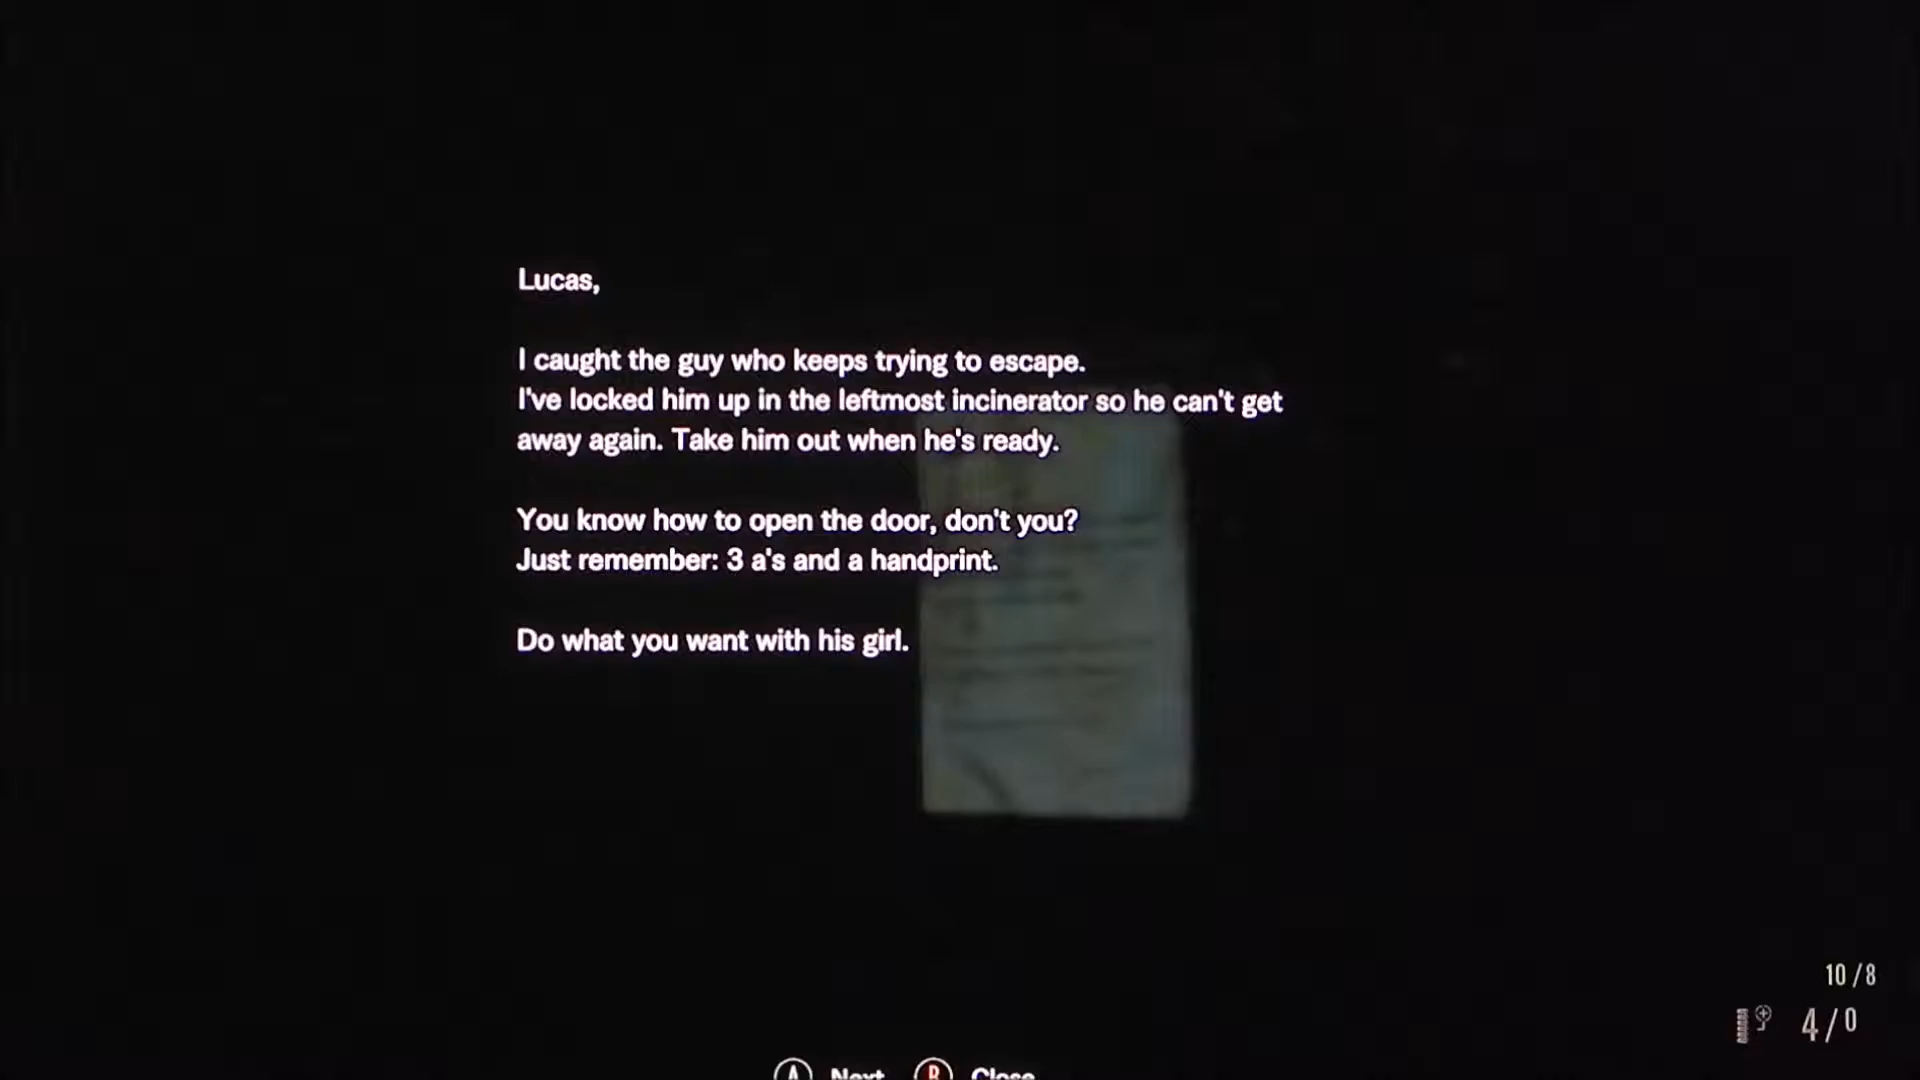 Lucas,
I caught the guy who keeps trying to escape.
I've locked him up in the leftmost incinerator so he can't get
away again. Take him out when he's ready.
You know how to open the door, don't you?
Just remember: 3 a's and a handprint.
Do what you want with his girl.
10/8
4/0
A Next B Close